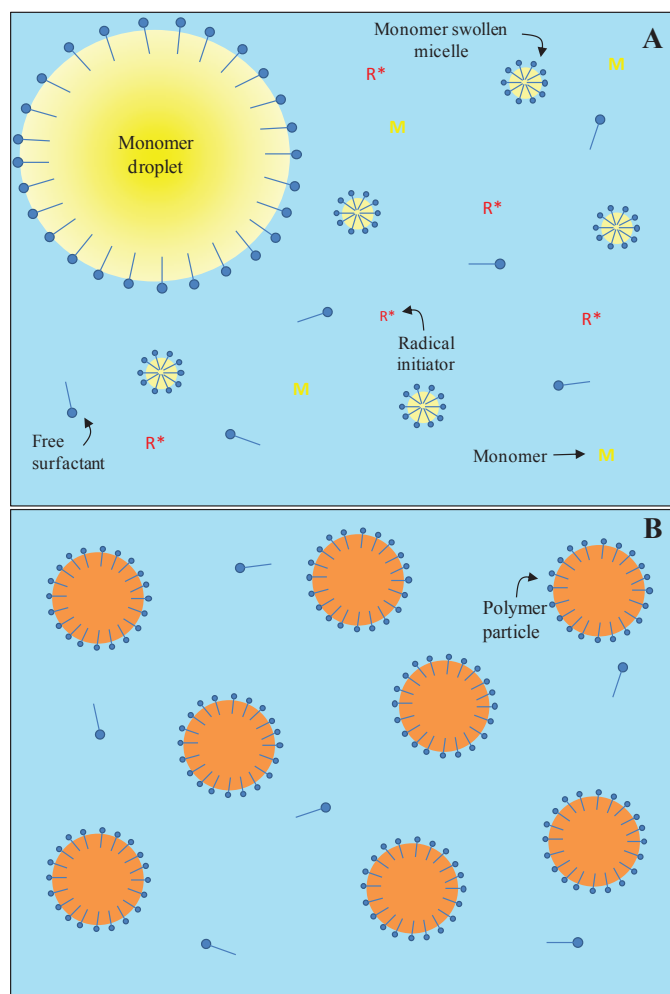 A
Monomer swollen
micelle
R*
M
M
Monomer
droplet
R*
R*
R*
Radical
initiator
M
Free
surfactant
R*
Monomer
M
B
Polymer
particle